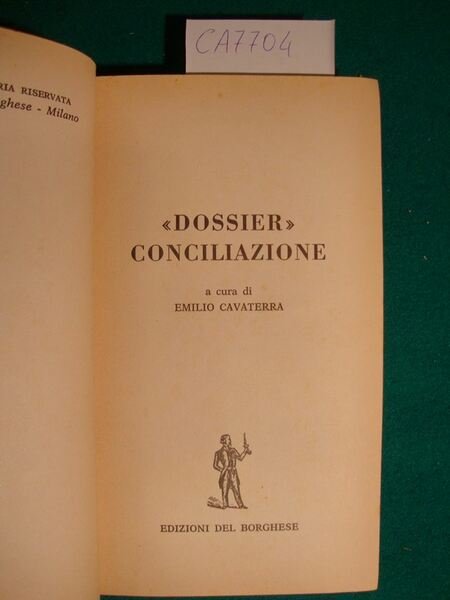 CA7704
RIA RISERVATA
ghese - Milano
«DOSSIER»
CONCILIAZIONE
a cura di
EMILIO CAVATERRA
EDIZIONI DEL BORGHESE